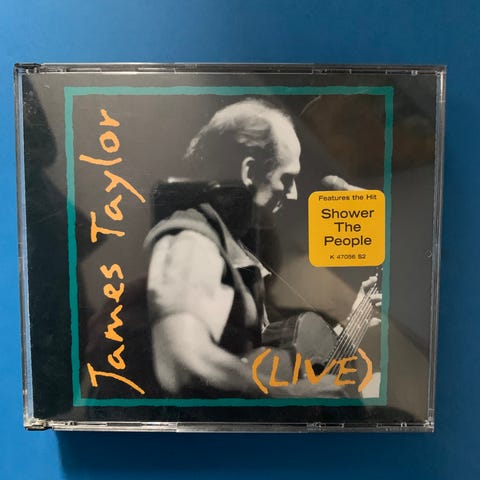 James Taylor
Features the Hit
Shower
The
People
K 47056 S2
(LIVE)